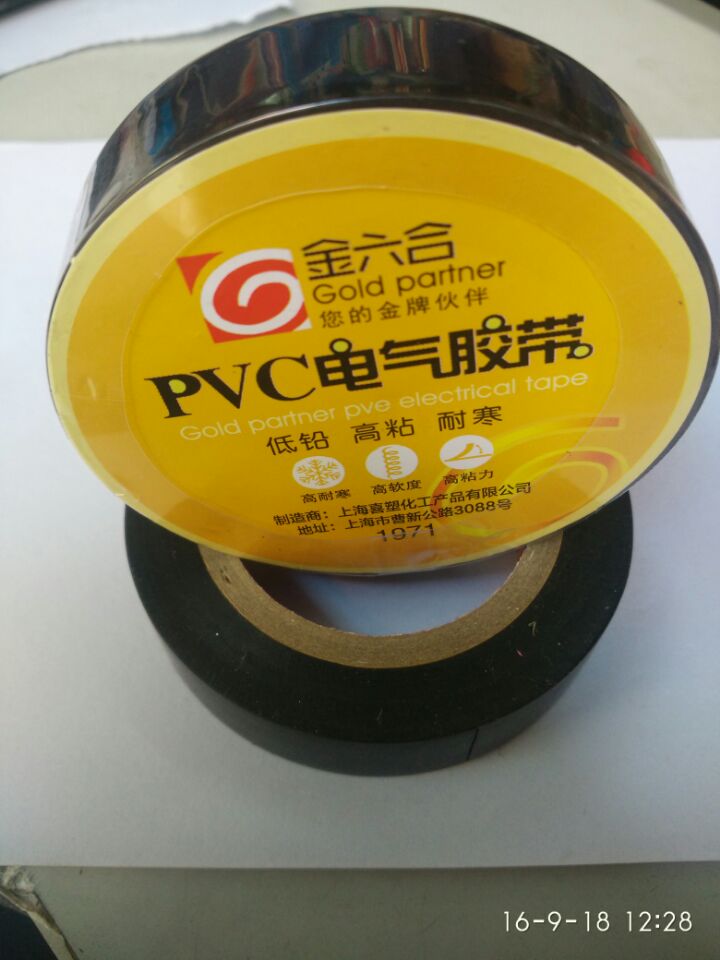 金六合
Gold partner
您的金牌伙伴
PVC电气胶带
Gold partner pve electrical tape
低铅 高粘 耐寒
高耐寒 高软度 高粘力
制造商：上海喜塑化工产品有限公司
地址：上海市曹新公路3088号
1971
16-9-18 12:28